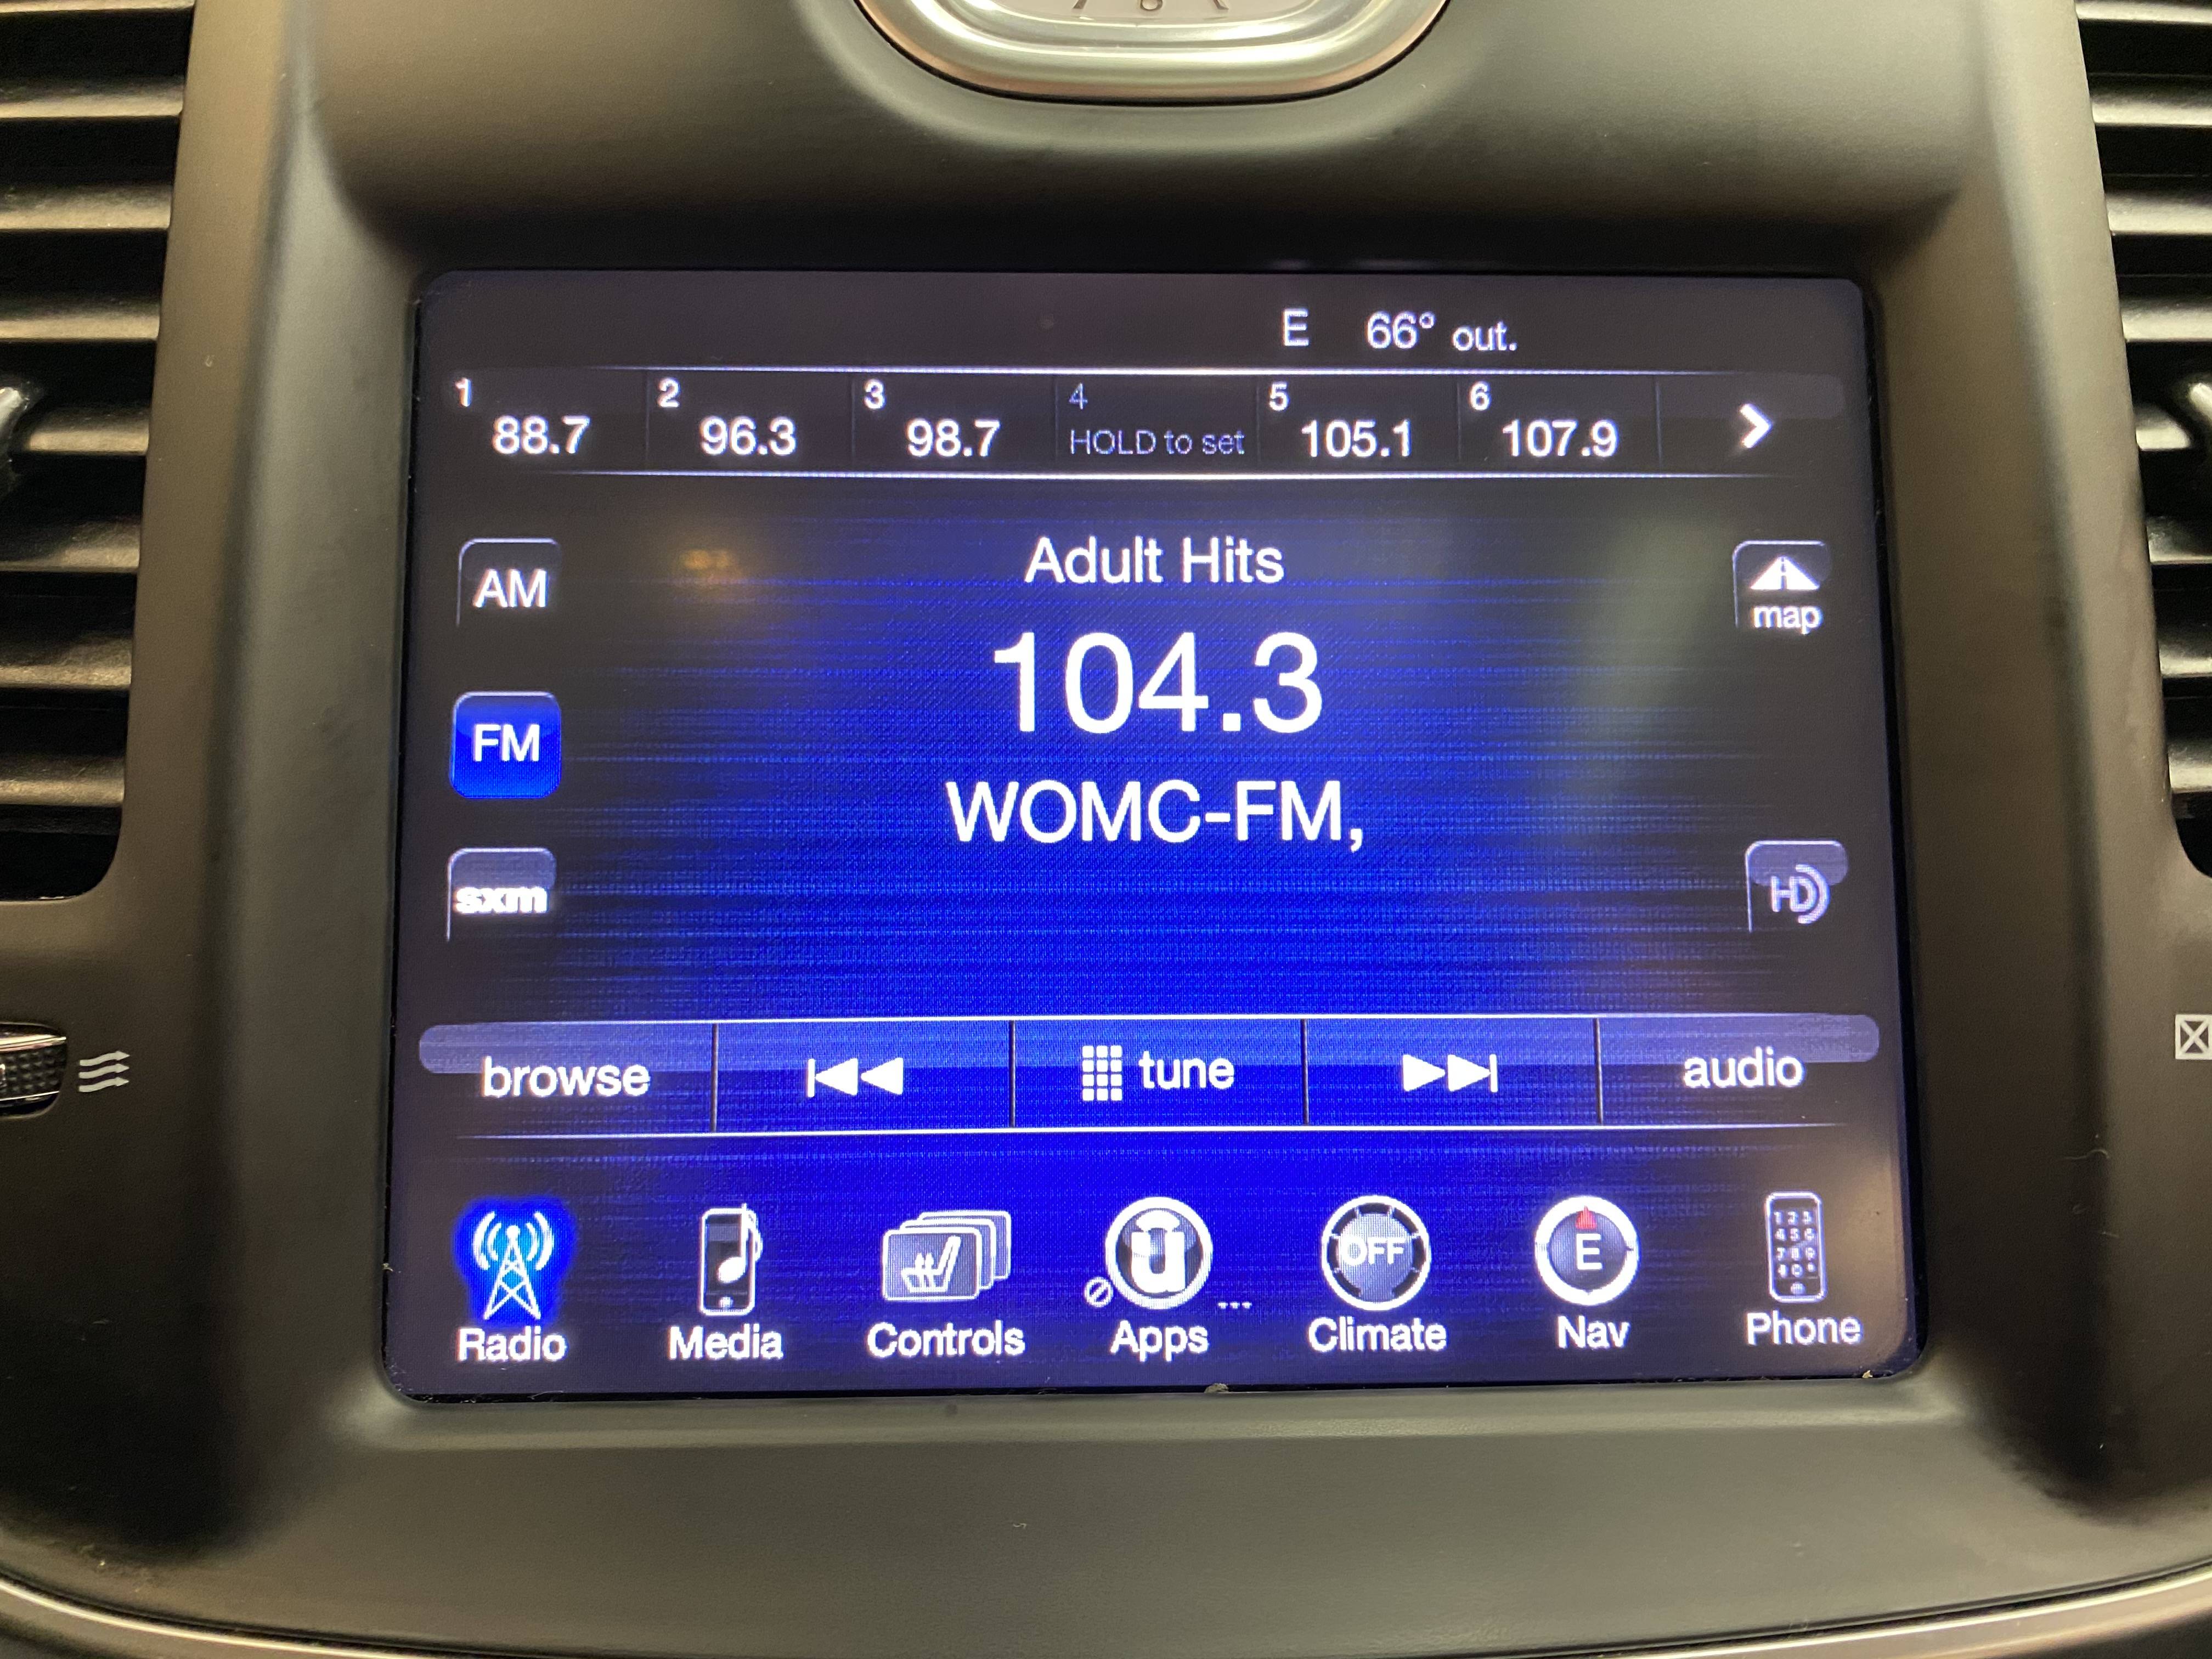 E 66° out.
1 2 3 4 5 6
88.7 96.3 98.7 HOLD to set 105.1 107.9
Adult Hits
AM
map
104.3
FM
WOMC-FM,
sxm
HD
browse tune audio
OFF E
Radio Media Controls Apps Climate Nav Phone